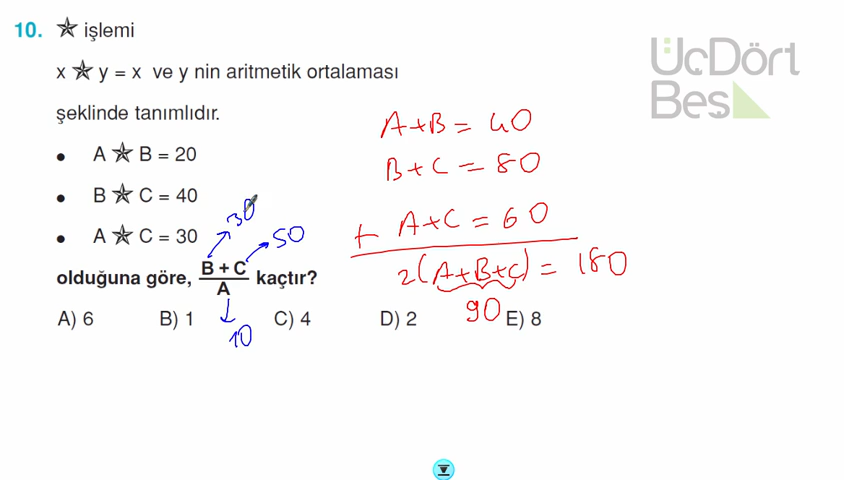 10. ☆ işlemi
x ☆ y = x ve y nin aritmetik ortalaması
şeklinde tanımlıdır.
• A ☆ B = 20
• B ☆ C = 40
• A ☆ C = 30
olduğuna göre, B + C / A kaçtır?
A) 6 B) 1 C) 4 D) 2 E) 8
30
50
10
A+B = 40
B+C = 80
+ A+C = 60
2(A+B+C) = 180
90
ÜçDört
Beş